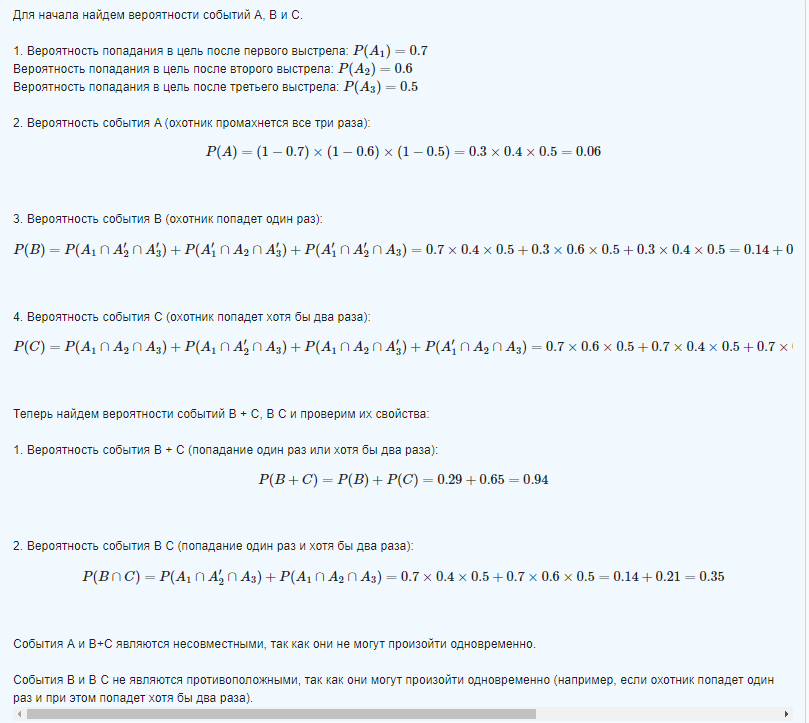 Для начала найдем вероятности событий A, B и C.
1. Вероятность попадания в цель после первого выстрела: P(A₁) = 0.7
Вероятность попадания в цель после второго выстрела: P(A₂) = 0.6
Вероятность попадания в цель после третьего выстрела: P(A₃) = 0.5
2. Вероятность события A (охотник промахнется все три раза):
P(A) = (1 − 0.7) × (1 − 0.6) × (1 − 0.5) = 0.3 × 0.4 × 0.5 = 0.06
3. Вероятность события B (охотник попадет один раз):
P(B) = P(A₁ ∩ A₂′ ∩ A₃′) + P(A₁′ ∩ A₂ ∩ A₃′) + P(A₁′ ∩ A₂′ ∩ A₃) = 0.7 × 0.4 × 0.5 + 0.3 × 0.6 × 0.5 + 0.3 × 0.4 × 0.5 = 0.14 + 0
4. Вероятность события C (охотник попадет хотя бы два раза):
P(C) = P(A₁ ∩ A₂ ∩ A₃) + P(A₁ ∩ A₂′ ∩ A₃) + P(A₁ ∩ A₂ ∩ A₃′) + P(A₁′ ∩ A₂ ∩ A₃) = 0.7 × 0.6 × 0.5 + 0.7 × 0.4 × 0.5 + 0.7 ×
Теперь найдем вероятности событий B + C, B C и проверим их свойства:
1. Вероятность события B + C (попадание один раз или хотя бы два раза):
P(B + C) = P(B) + P(C) = 0.29 + 0.65 = 0.94
2. Вероятность события B C (попадание один раз и хотя бы два раза):
P(B ∩ C) = P(A₁ ∩ A₂′ ∩ A₃) + P(A₁ ∩ A₂ ∩ A₃) = 0.7 × 0.4 × 0.5 + 0.7 × 0.6 × 0.5 = 0.14 + 0.21 = 0.35
События A и B+C являются несовместными, так как они не могут произойти одновременно.
События B и B C не являются противоположными, так как они могут произойти одновременно (например, если охотник попадет один
раз и при этом попадет хотя бы два раза).